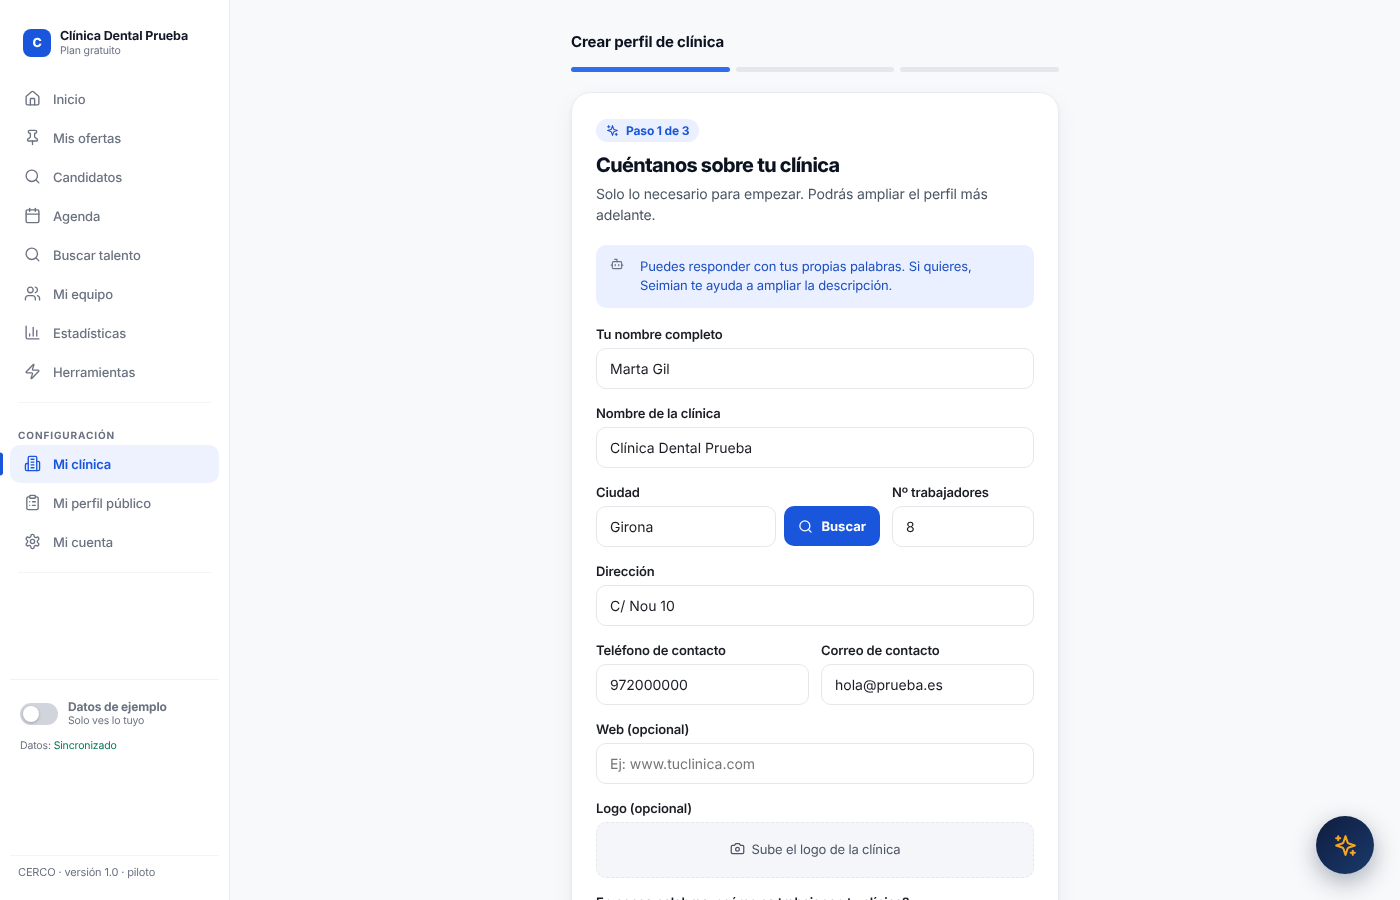 C
Clínica Dental Prueba
Plan gratuito
Inicio
Mis ofertas
Candidatos
Agenda
Buscar talento
Mi equipo
Estadísticas
Herramientas
CONFIGURACIÓN
Mi clínica
Mi perfil público
Mi cuenta
Datos de ejemplo
Solo ves lo tuyo
Datos: Sincronizado
CERCO · versión 1.0 · piloto
Crear perfil de clínica
Paso 1 de 3
Cuéntanos sobre tu clínica
Solo lo necesario para empezar. Podrás ampliar el perfil más
adelante.
Puedes responder con tus propias palabras. Si quieres,
Seimian te ayuda a ampliar la descripción.
Tu nombre completo
Marta Gil
Nombre de la clínica
Clínica Dental Prueba
Ciudad
Nº trabajadores
Girona
Buscar
8
Dirección
C/ Nou 10
Teléfono de contacto
Correo de contacto
972000000
hola@prueba.es
Web (opcional)
Ej: www.tuclinica.com
Logo (opcional)
Sube el logo de la clínica